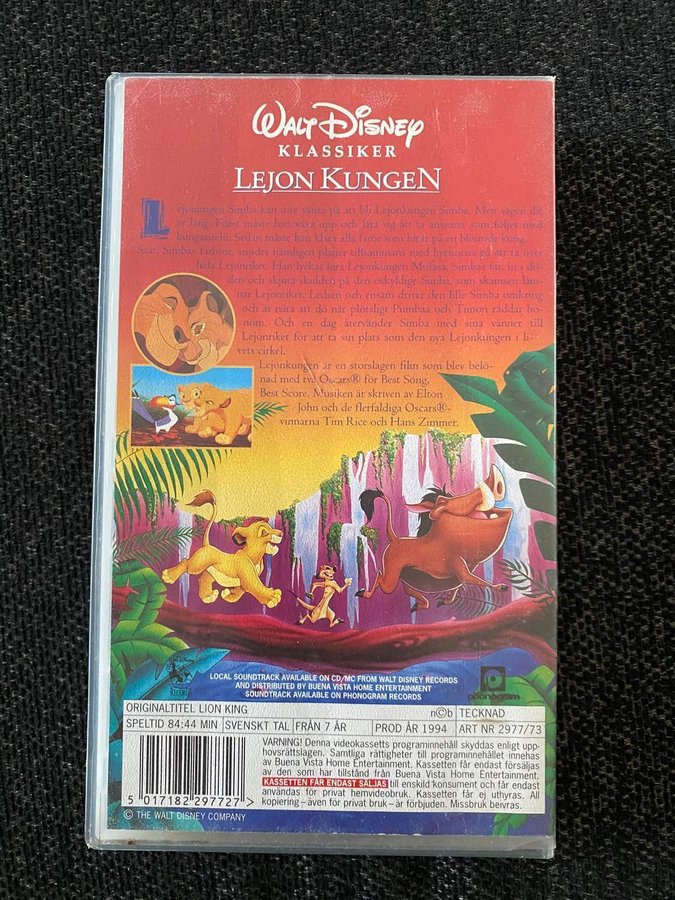 WALT DISNEY
KLASSIKER
LEJON KUNGEN
Lejonungen Simba kan inte vänta på att bli Lejonkungen Simba. Men vägen dit
är lång. Först måste han växa upp och lära sig att ta ansvaret som följer med
kungatiteln. Sedan måste han klara alla faror som lurar på en blivande kung.
Scar, Simbas farbror, smider nämligen planer tillsammans med hyenorna på att ta över
hela Lejonriket. Han lyckas lura Lejonkungen Mufasa, Simbas far, in i dö-
den och skjuta skulden på den oskyldige Simba, som skamsen läm-
nar Lejonriket. Ledsen och ensam driver den lille Simba omkring
och är nära att dö när plötsligt Pumbaa och Timon räddar ho-
nom. Och en dag återvänder Simba med sina vänner till
Lejonriket för att ta sin plats som den nya Lejonkungen i li-
vets cirkel.
Lejonkungen är en storslagen film som blev belö-
nad med två Oscars® för Best Song,
Best Score. Musiken är skriven av Elton
John och de flerfaldiga Oscars®-
vinnarna Tim Rice och Hans Zimmer.
LOCAL SOUNDTRACK AVAILABLE ON CD/MC FROM WALT DISNEY RECORDS
AND DISTRIBUTED BY BUENA VISTA HOME ENTERTAINMENT
SOUNDTRACK AVAILABLE ON PHONOGRAM RECORDS
phonogram
ORIGINALTITEL LION KING n©b TECKNAD
SPELTID 84:44 MIN SVENSKT TAL FRÅN 7 ÅR PROD ÅR 1994 ART NR 2977/73
VARNING! Denna videokassetts programinnehåll skyddas enligt upp-
hovsrättslagen. Samtliga rättigheter till programinnehållet innehas
av Buena Vista Home Entertainment. Kassetten får endast försäljas
av den som har tillstånd från Buena Vista Home Entertainment.
KASSETTEN FÅR ENDAST SÄLJAS till enskild konsument och får endast
användas för privat hemvideobruk. Kassetten får ej uthyras. All
kopiering – även för privat bruk – är förbjuden. Missbruk beivras.
5 017182 297727 >
© THE WALT DISNEY COMPANY